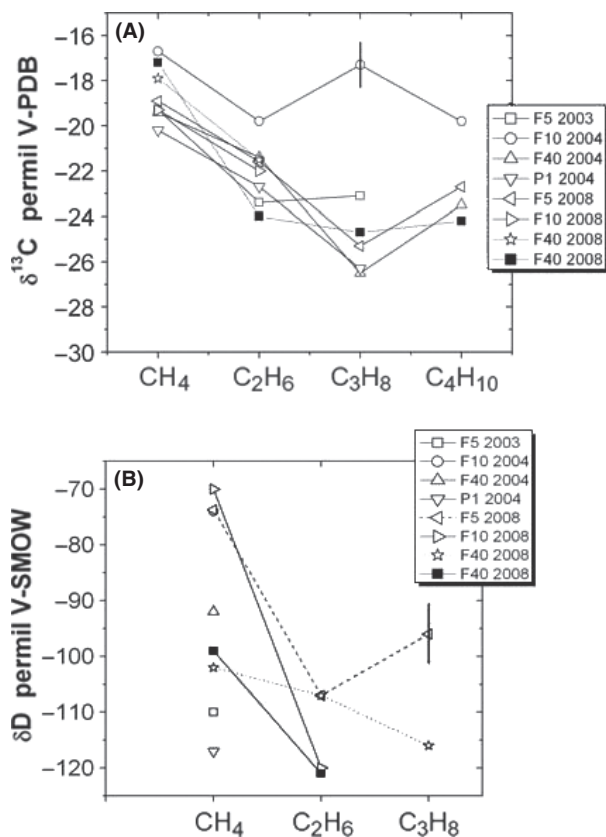 (A)
δ¹³C permil V-PDB
−16
−18
−20
−22
−24
−26
−28
−30
CH₄ C₂H₆ C₃H₈ C₄H₁₀
F5 2003
F10 2004
F40 2004
P1 2004
F5 2008
F10 2008
F40 2008
F40 2008
(B)
δD permil V-SMOW
−70
−80
−90
−100
−110
−120
CH₄ C₂H₆ C₃H₈
F5 2003
F10 2004
F40 2004
P1 2004
F5 2008
F10 2008
F40 2008
F40 2008